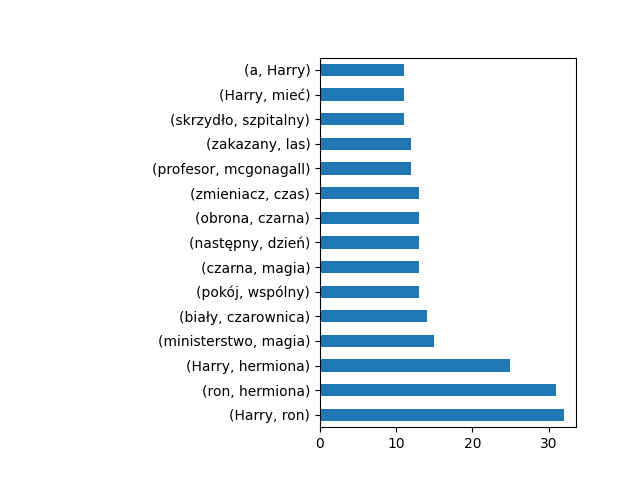 (a, Harry)
(Harry, mieć)
(skrzydło, szpitalny)
(zakazany, las)
(profesor, mcgonagall)
(zmieniacz, czas)
(obrona, czarna)
(następny, dzień)
(czarna, magia)
(pokój, wspólny)
(biały, czarownica)
(ministerstwo, magia)
(Harry, hermiona)
(ron, hermiona)
(Harry, ron)
0 10 20 30